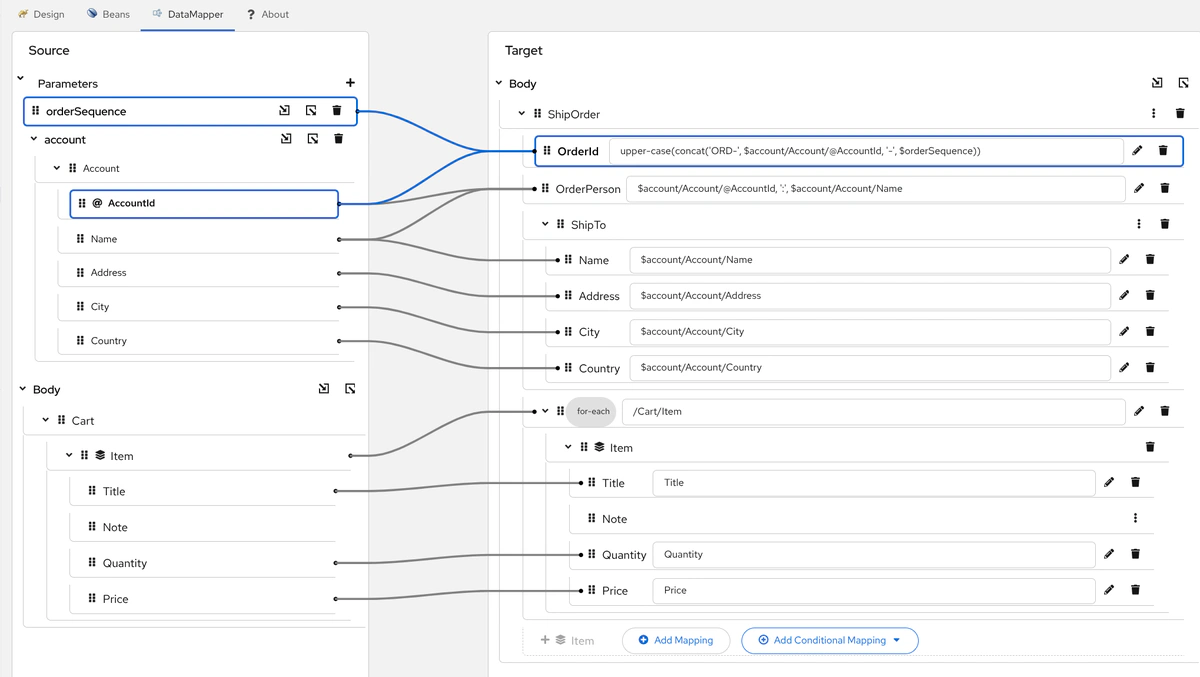 Design Beans DataMapper ? About
Source
Parameters
orderSequence
account
Account
@ AccountId
Name
Address
City
Country
Body
Cart
Item
Title
Note
Quantity
Price
Target
Body
ShipOrder
OrderId upper-case(concat('ORD-', $account/Account/@AccountId, '-', $orderSequence))
OrderPerson $account/Account/@AccountId, ':', $account/Account/Name
ShipTo
Name $account/Account/Name
Address $account/Account/Address
City $account/Account/City
Country $account/Account/Country
for-each /Cart/Item
Item
Title Title
Note
Quantity Quantity
Price Price
Item Add Mapping Add Conditional Mapping